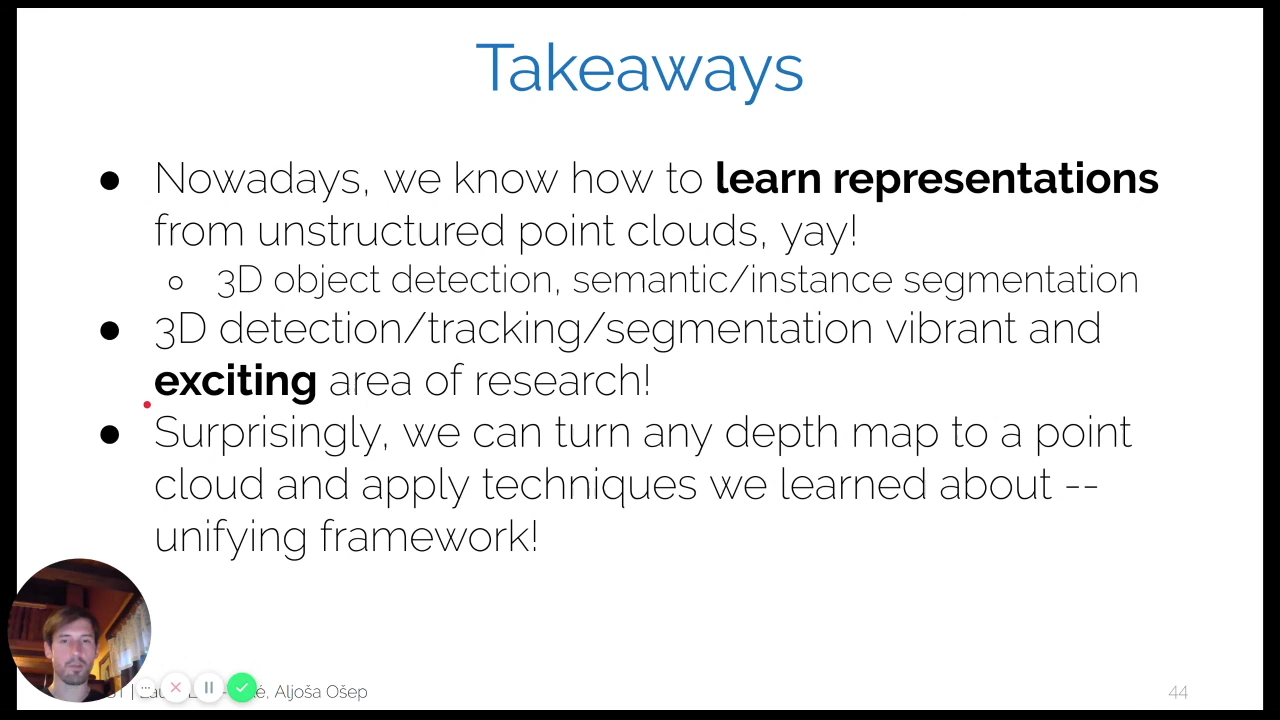 Takeaways
● Nowadays, we know how to learn representations
from unstructured point clouds, yay!
○ 3D object detection, semantic/instance segmentation
● 3D detection/tracking/segmentation vibrant and
exciting area of research!
● Surprisingly, we can turn any depth map to a point
cloud and apply techniques we learned about --
unifying framework!
Aljoša Ošep
44